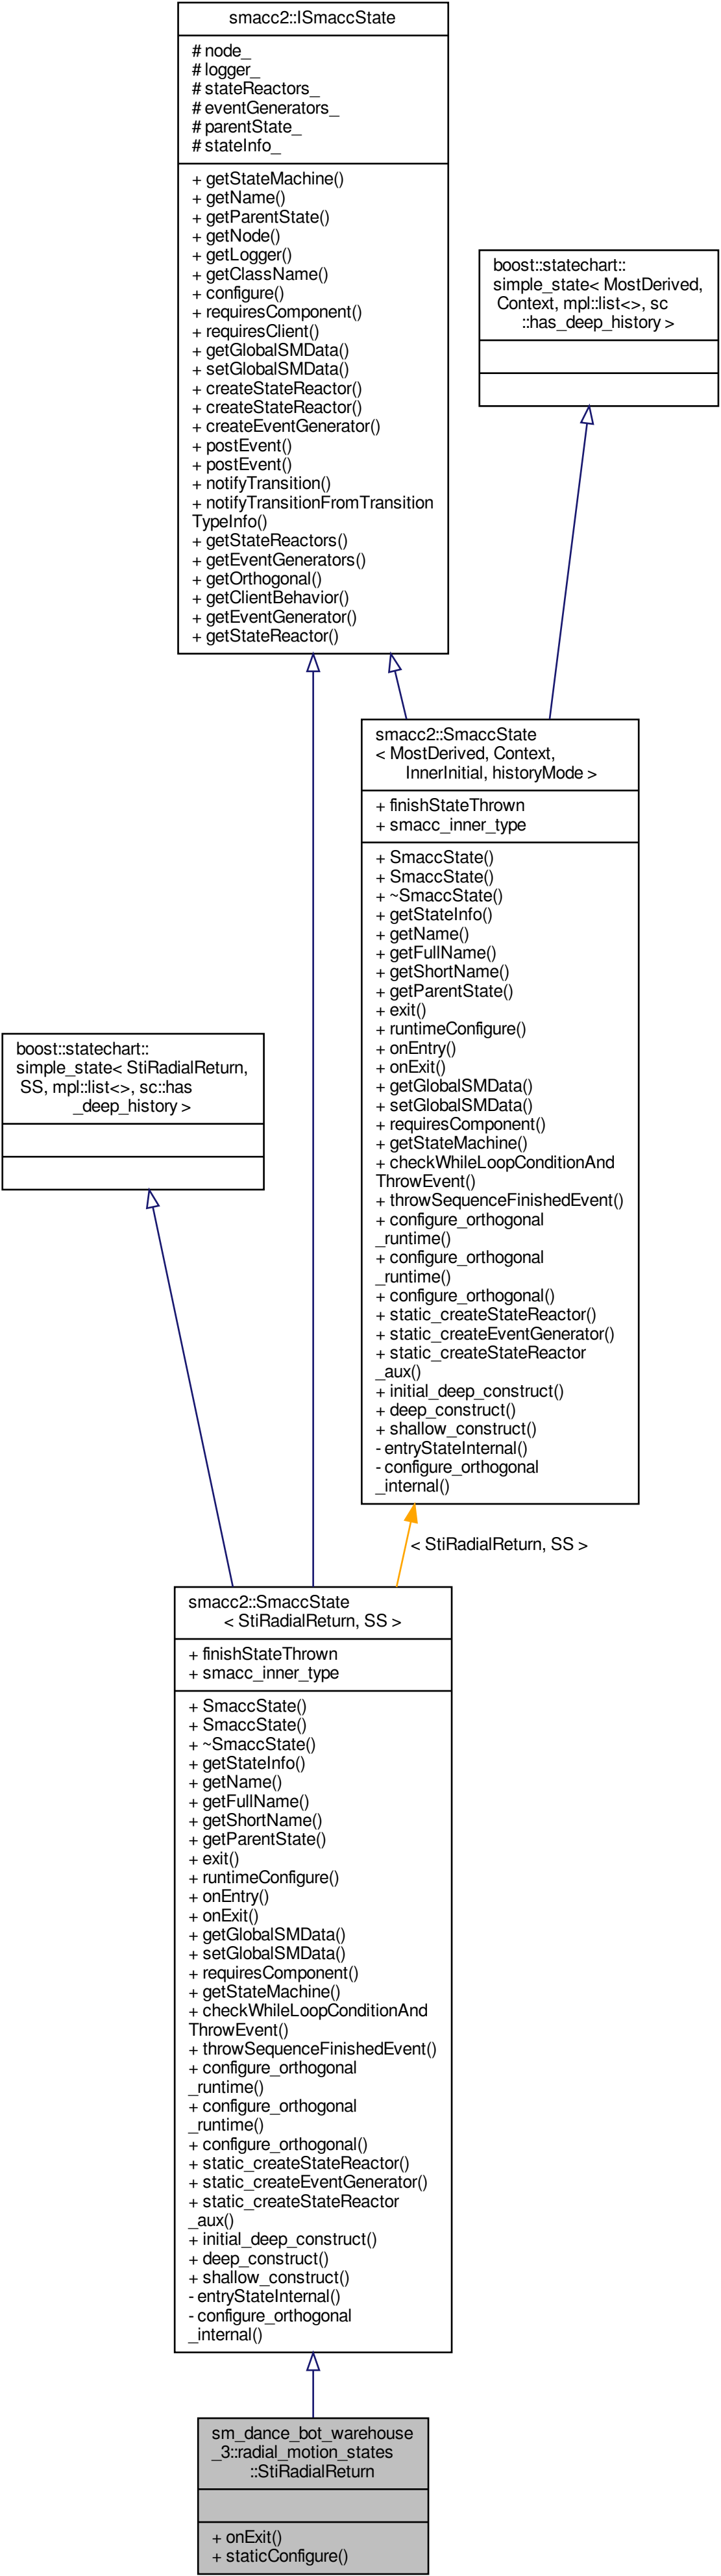 smacc2::ISmaccState
# node_
# logger_
# stateReactors_
# eventGenerators_
# parentState_
# stateInfo_
+ getStateMachine()
+ getName()
+ getParentState()
+ getNode()
+ getLogger()
+ getClassName()
+ configure()
+ requiresComponent()
+ requiresClient()
+ getGlobalSMData()
+ setGlobalSMData()
+ createStateReactor()
+ createStateReactor()
+ createEventGenerator()
+ postEvent()
+ postEvent()
+ notifyTransition()
+ notifyTransitionFromTransition
TypeInfo()
+ getStateReactors()
+ getEventGenerators()
+ getOrthogonal()
+ getClientBehavior()
+ getEventGenerator()
+ getStateReactor()
boost::statechart::
simple_state< MostDerived,
Context, mpl::list<>, sc
::has_deep_history >
smacc2::SmaccState
< MostDerived, Context,
InnerInitial, historyMode >
+ finishStateThrown
+ smacc_inner_type
+ SmaccState()
+ SmaccState()
+ ~SmaccState()
+ getStateInfo()
+ getName()
+ getFullName()
+ getShortName()
+ getParentState()
+ exit()
+ runtimeConfigure()
+ onEntry()
+ onExit()
+ getGlobalSMData()
+ setGlobalSMData()
+ requiresComponent()
+ getStateMachine()
+ checkWhileLoopConditionAnd
ThrowEvent()
+ throwSequenceFinishedEvent()
+ configure_orthogonal
_runtime()
+ configure_orthogonal
_runtime()
+ configure_orthogonal()
+ static_createStateReactor()
+ static_createEventGenerator()
+ static_createStateReactor
_aux()
+ initial_deep_construct()
+ deep_construct()
+ shallow_construct()
- entryStateInternal()
- configure_orthogonal
_internal()
boost::statechart::
simple_state< StiRadialReturn,
SS, mpl::list<>, sc::has
_deep_history >
< StiRadialReturn, SS >
smacc2::SmaccState
< StiRadialReturn, SS >
+ finishStateThrown
+ smacc_inner_type
+ SmaccState()
+ SmaccState()
+ ~SmaccState()
+ getStateInfo()
+ getName()
+ getFullName()
+ getShortName()
+ getParentState()
+ exit()
+ runtimeConfigure()
+ onEntry()
+ onExit()
+ getGlobalSMData()
+ setGlobalSMData()
+ requiresComponent()
+ getStateMachine()
+ checkWhileLoopConditionAnd
ThrowEvent()
+ throwSequenceFinishedEvent()
+ configure_orthogonal
_runtime()
+ configure_orthogonal
_runtime()
+ configure_orthogonal()
+ static_createStateReactor()
+ static_createEventGenerator()
+ static_createStateReactor
_aux()
+ initial_deep_construct()
+ deep_construct()
+ shallow_construct()
- entryStateInternal()
- configure_orthogonal
_internal()
sm_dance_bot_warehouse
_3::radial_motion_states
::StiRadialReturn
+ onExit()
+ staticConfigure()